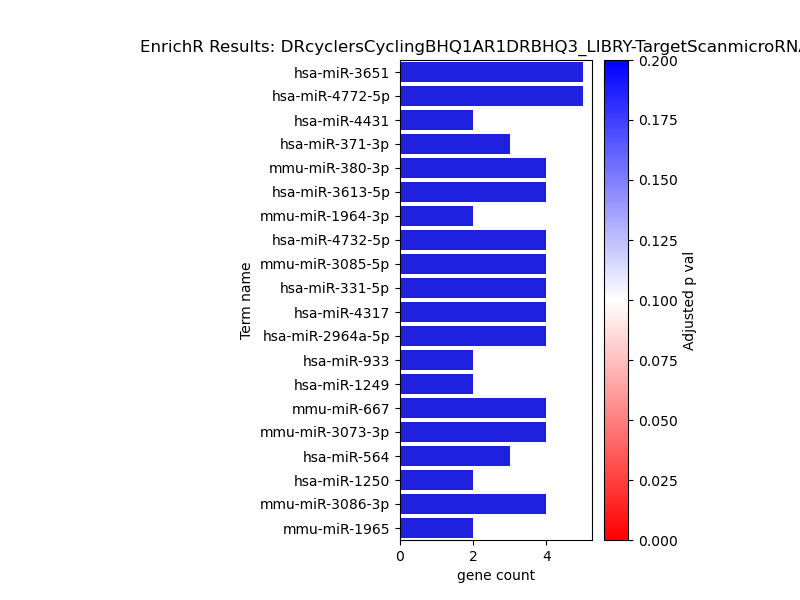 EnrichR Results: DRcyclersCyclingBHQ1AR1DRBHQ3_LIBRY-TargetScanmicroRNA
hsa-miR-3651
hsa-miR-4772-5p
hsa-miR-4431
hsa-miR-371-3p
mmu-miR-380-3p
hsa-miR-3613-5p
mmu-miR-1964-3p
hsa-miR-4732-5p
mmu-miR-3085-5p
hsa-miR-331-5p
hsa-miR-4317
hsa-miR-2964a-5p
hsa-miR-933
hsa-miR-1249
mmu-miR-667
mmu-miR-3073-3p
hsa-miR-564
hsa-miR-1250
mmu-miR-3086-3p
mmu-miR-1965
Term name
0 2 4
gene count
0.200
0.175
0.150
0.125
0.100
0.075
0.050
0.025
0.000
Adjusted p val